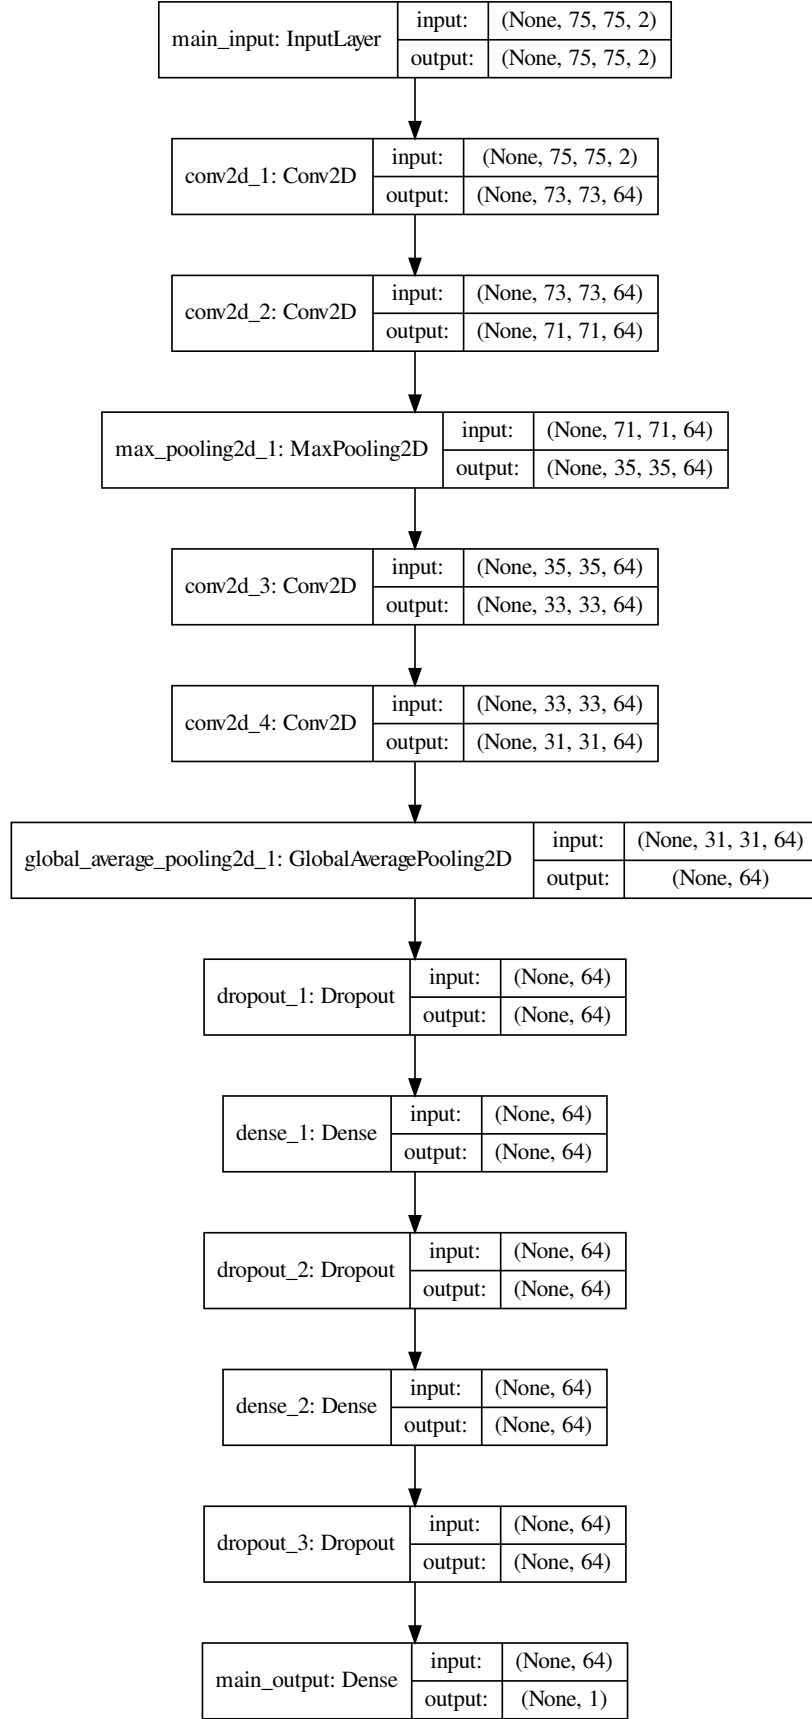 main_input: InputLayer
input: (None, 75, 75, 2)
output: (None, 75, 75, 2)
conv2d_1: Conv2D
input: (None, 75, 75, 2)
output: (None, 73, 73, 64)
conv2d_2: Conv2D
input: (None, 73, 73, 64)
output: (None, 71, 71, 64)
max_pooling2d_1: MaxPooling2D
input: (None, 71, 71, 64)
output: (None, 35, 35, 64)
conv2d_3: Conv2D
input: (None, 35, 35, 64)
output: (None, 33, 33, 64)
conv2d_4: Conv2D
input: (None, 33, 33, 64)
output: (None, 31, 31, 64)
global_average_pooling2d_1: GlobalAveragePooling2D
input: (None, 31, 31, 64)
output: (None, 64)
dropout_1: Dropout
input: (None, 64)
output: (None, 64)
dense_1: Dense
input: (None, 64)
output: (None, 64)
dropout_2: Dropout
input: (None, 64)
output: (None, 64)
dense_2: Dense
input: (None, 64)
output: (None, 64)
dropout_3: Dropout
input: (None, 64)
output: (None, 64)
main_output: Dense
input: (None, 64)
output: (None, 1)